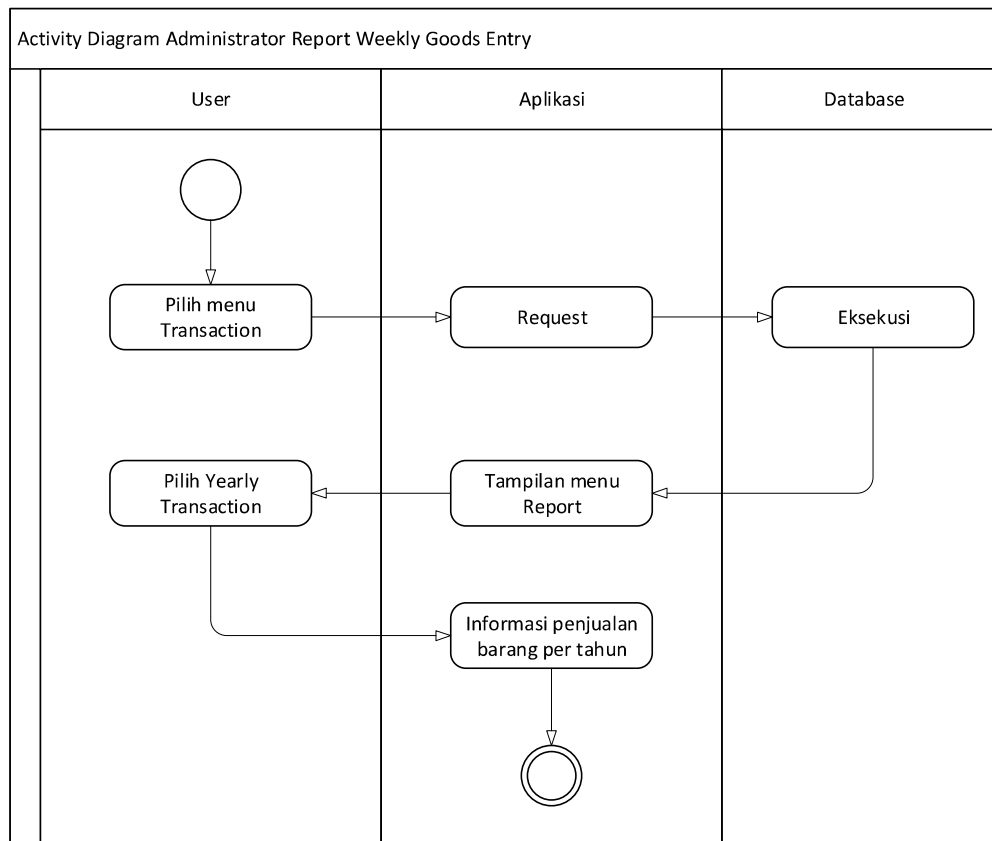 Activity Diagram Administrator Report Weekly Goods Entry
User
Aplikasi
Database
Pilih menu
Transaction
Request
Eksekusi
Pilih Yearly
Transaction
Tampilan menu
Report
Informasi penjualan
barang per tahun